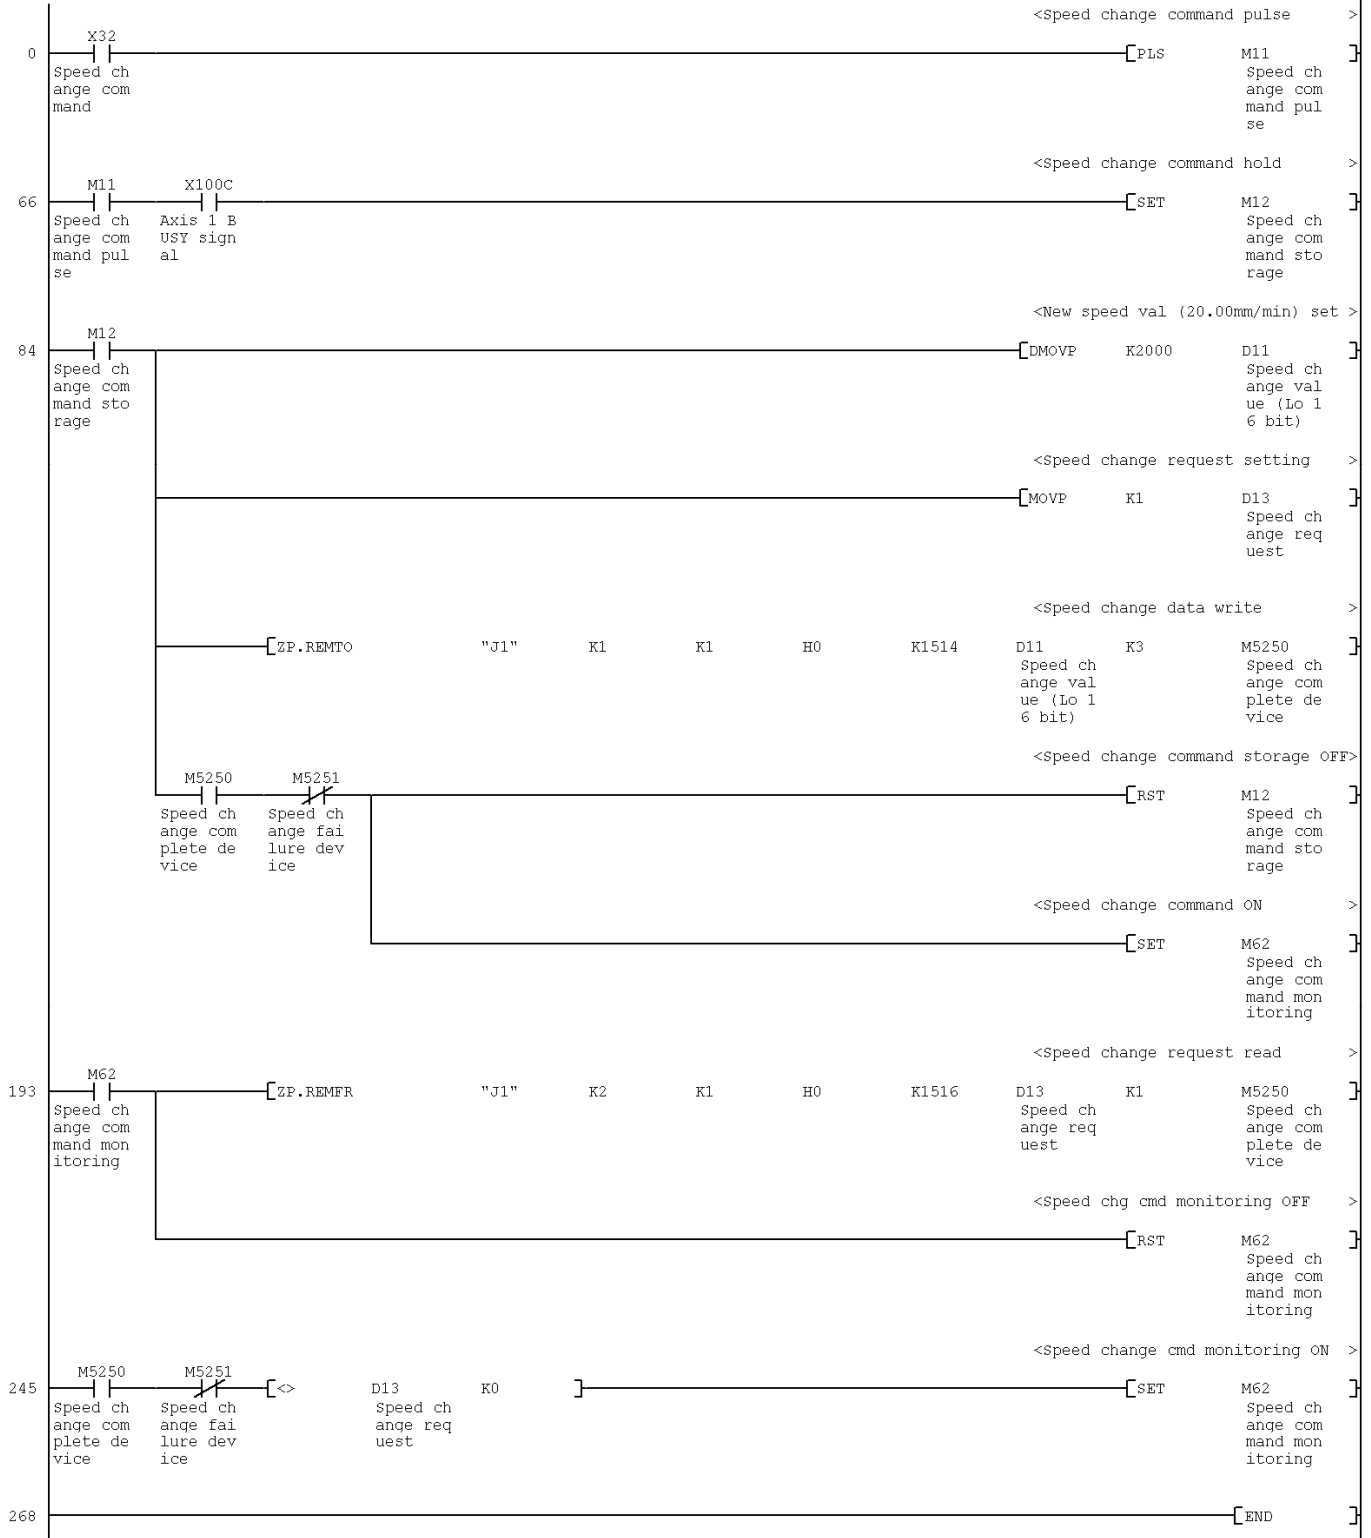 <Speed change command pulse >
X32
0 PLS M11
Speed ch Speed ch
ange com ange com
mand mand pul
se
<Speed change command hold >
M11 X100C
66 SET M12
Speed ch Axis 1 B Speed ch
ange com USY sign ange com
mand pul al mand sto
se rage
<New speed val (20.00mm/min) set >
M12
84 DMOVP K2000 D11
Speed ch Speed ch
ange com ange val
mand sto ue (Lo 1
rage 6 bit)
<Speed change request setting >
MOVP K1 D13
Speed ch
ange req
uest
<Speed change data write >
ZP.REMTO "J1" K1 K1 H0 K1514 D11 K3 M5250
Speed ch Speed ch
ange val ange com
ue (Lo 1 plete de
6 bit) vice
<Speed change command storage OFF>
M5250 M5251
RST M12
Speed ch Speed ch Speed ch
ange com ange fai ange com
plete de lure dev mand sto
vice ice rage
<Speed change command ON >
SET M62
Speed ch
ange com
mand mon
itoring
<Speed change request read >
M62
193 ZP.REMFR "J1" K2 K1 H0 K1516 D13 K1 M5250
Speed ch Speed ch Speed ch
ange com ange req ange com
mand mon uest plete de
itoring vice
<Speed chg cmd monitoring OFF >
RST M62
Speed ch
ange com
mand mon
itoring
<Speed change cmd monitoring ON >
M5250 M5251
245 <> D13 K0 SET M62
Speed ch Speed ch Speed ch Speed ch
ange com ange fai ange req ange com
plete de lure dev uest mand mon
vice ice itoring
268 END